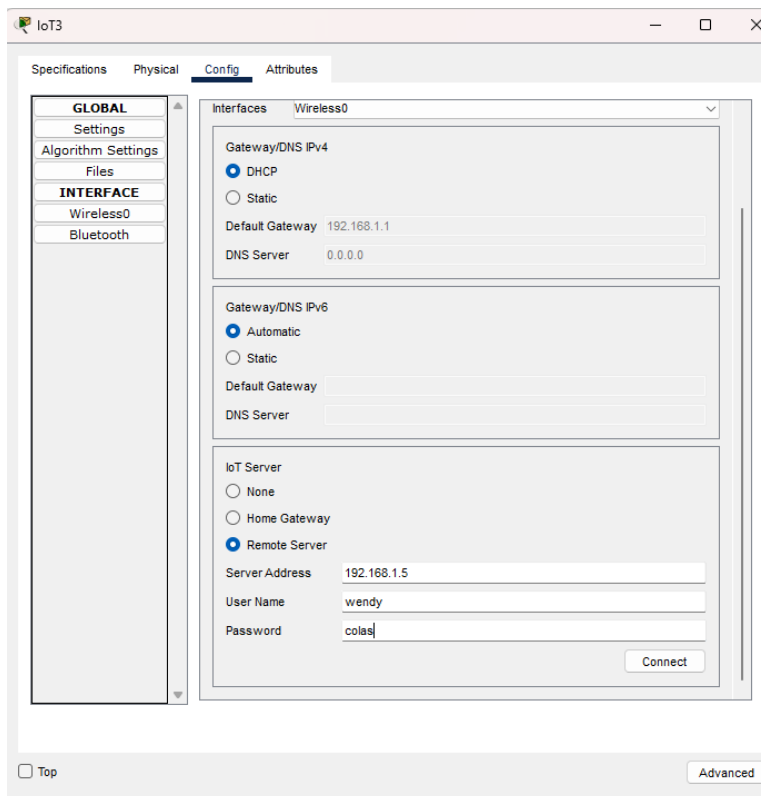 IoT3
Specifications Physical Config Attributes
GLOBAL
Settings
Algorithm Settings
Files
INTERFACE
Wireless0
Bluetooth
Interfaces Wireless0
Gateway/DNS IPv4
DHCP
Static
Default Gateway 192.168.1.1
DNS Server 0.0.0.0
Gateway/DNS IPv6
Automatic
Static
Default Gateway
DNS Server
IoT Server
None
Home Gateway
Remote Server
Server Address 192.168.1.5
User Name wendy
Password colas
Connect
Top
Advanced